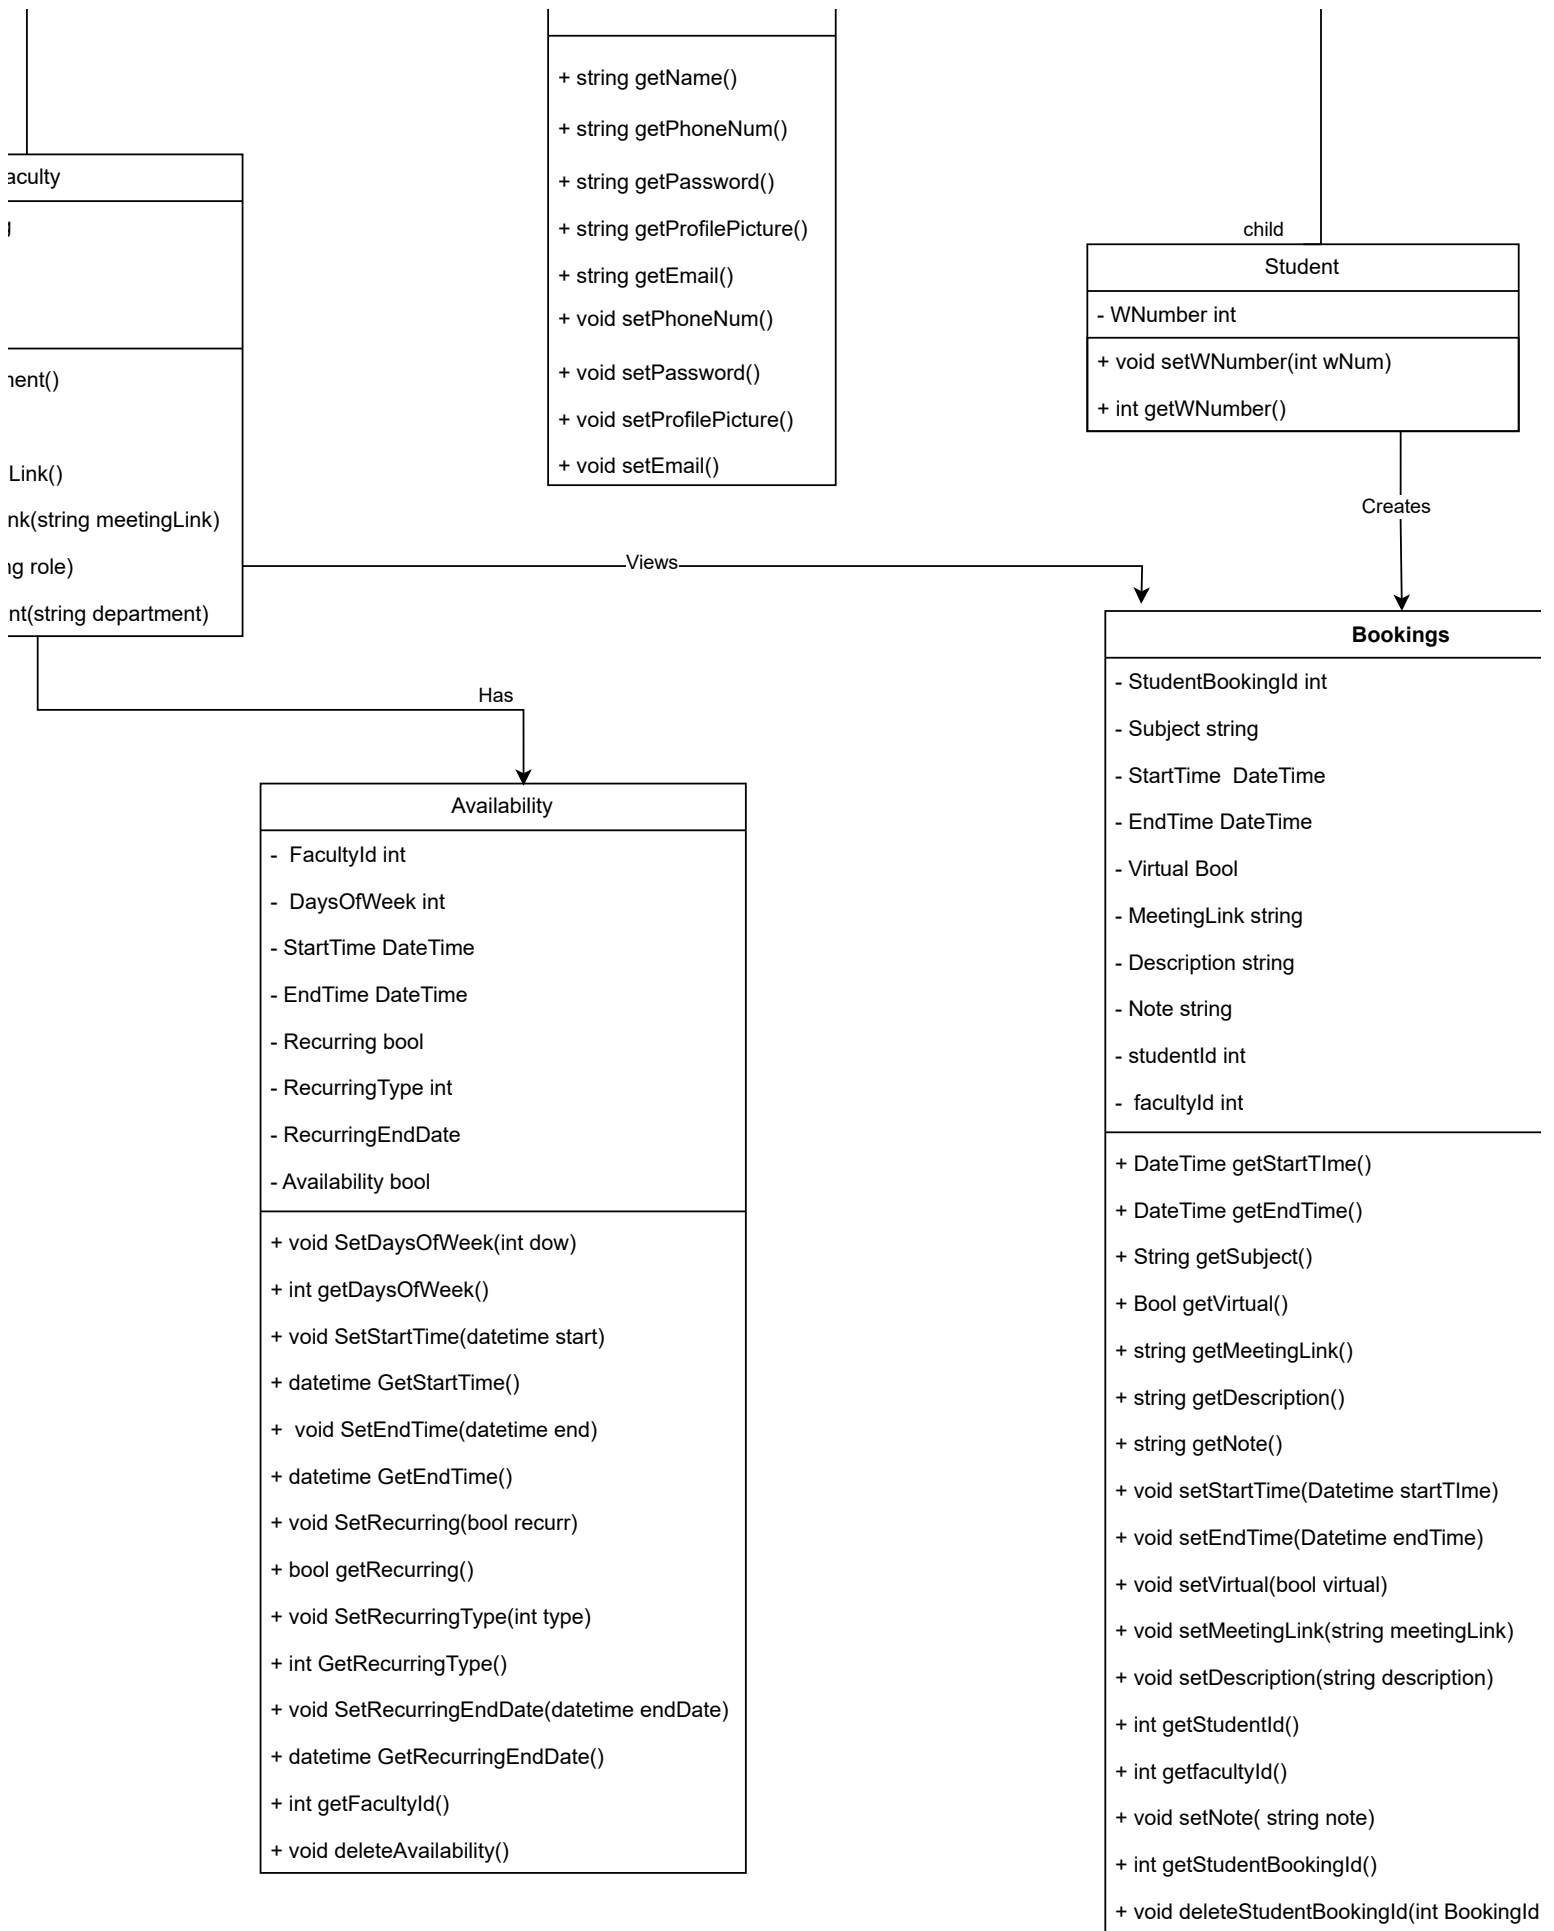 + string getName()
+ string getPhoneNum()
+ string getPassword()
+ string getProfilePicture()
+ string getEmail()
+ void setPhoneNum()
+ void setPassword()
+ void setProfilePicture()
+ void setEmail()
aculty
nent()
Link()
nk(string meetingLink)
ng role)
nt(string department)
child
Student
- WNumber int
+ void setWNumber(int wNum)
+ int getWNumber()
Creates
Views
Has
Availability
- FacultyId int
- DaysOfWeek int
- StartTime DateTime
- EndTime DateTime
- Recurring bool
- RecurringType int
- RecurringEndDate
- Availability bool
+ void SetDaysOfWeek(int dow)
+ int getDaysOfWeek()
+ void SetStartTime(datetime start)
+ datetime GetStartTime()
+ void SetEndTime(datetime end)
+ datetime GetEndTime()
+ void SetRecurring(bool recurr)
+ bool getRecurring()
+ void SetRecurringType(int type)
+ int GetRecurringType()
+ void SetRecurringEndDate(datetime endDate)
+ datetime GetRecurringEndDate()
+ int getFacultyId()
+ void deleteAvailability()
Bookings
- StudentBookingId int
- Subject string
- StartTime DateTime
- EndTime DateTime
- Virtual Bool
- MeetingLink string
- Description string
- Note string
- studentId int
- facultyId int
+ DateTime getStartTIme()
+ DateTime getEndTime()
+ String getSubject()
+ Bool getVirtual()
+ string getMeetingLink()
+ string getDescription()
+ string getNote()
+ void setStartTime(Datetime startTIme)
+ void setEndTime(Datetime endTime)
+ void setVirtual(bool virtual)
+ void setMeetingLink(string meetingLink)
+ void setDescription(string description)
+ int getStudentId()
+ int getfacultyId()
+ void setNote( string note)
+ int getStudentBookingId()
+ void deleteStudentBookingId(int BookingId